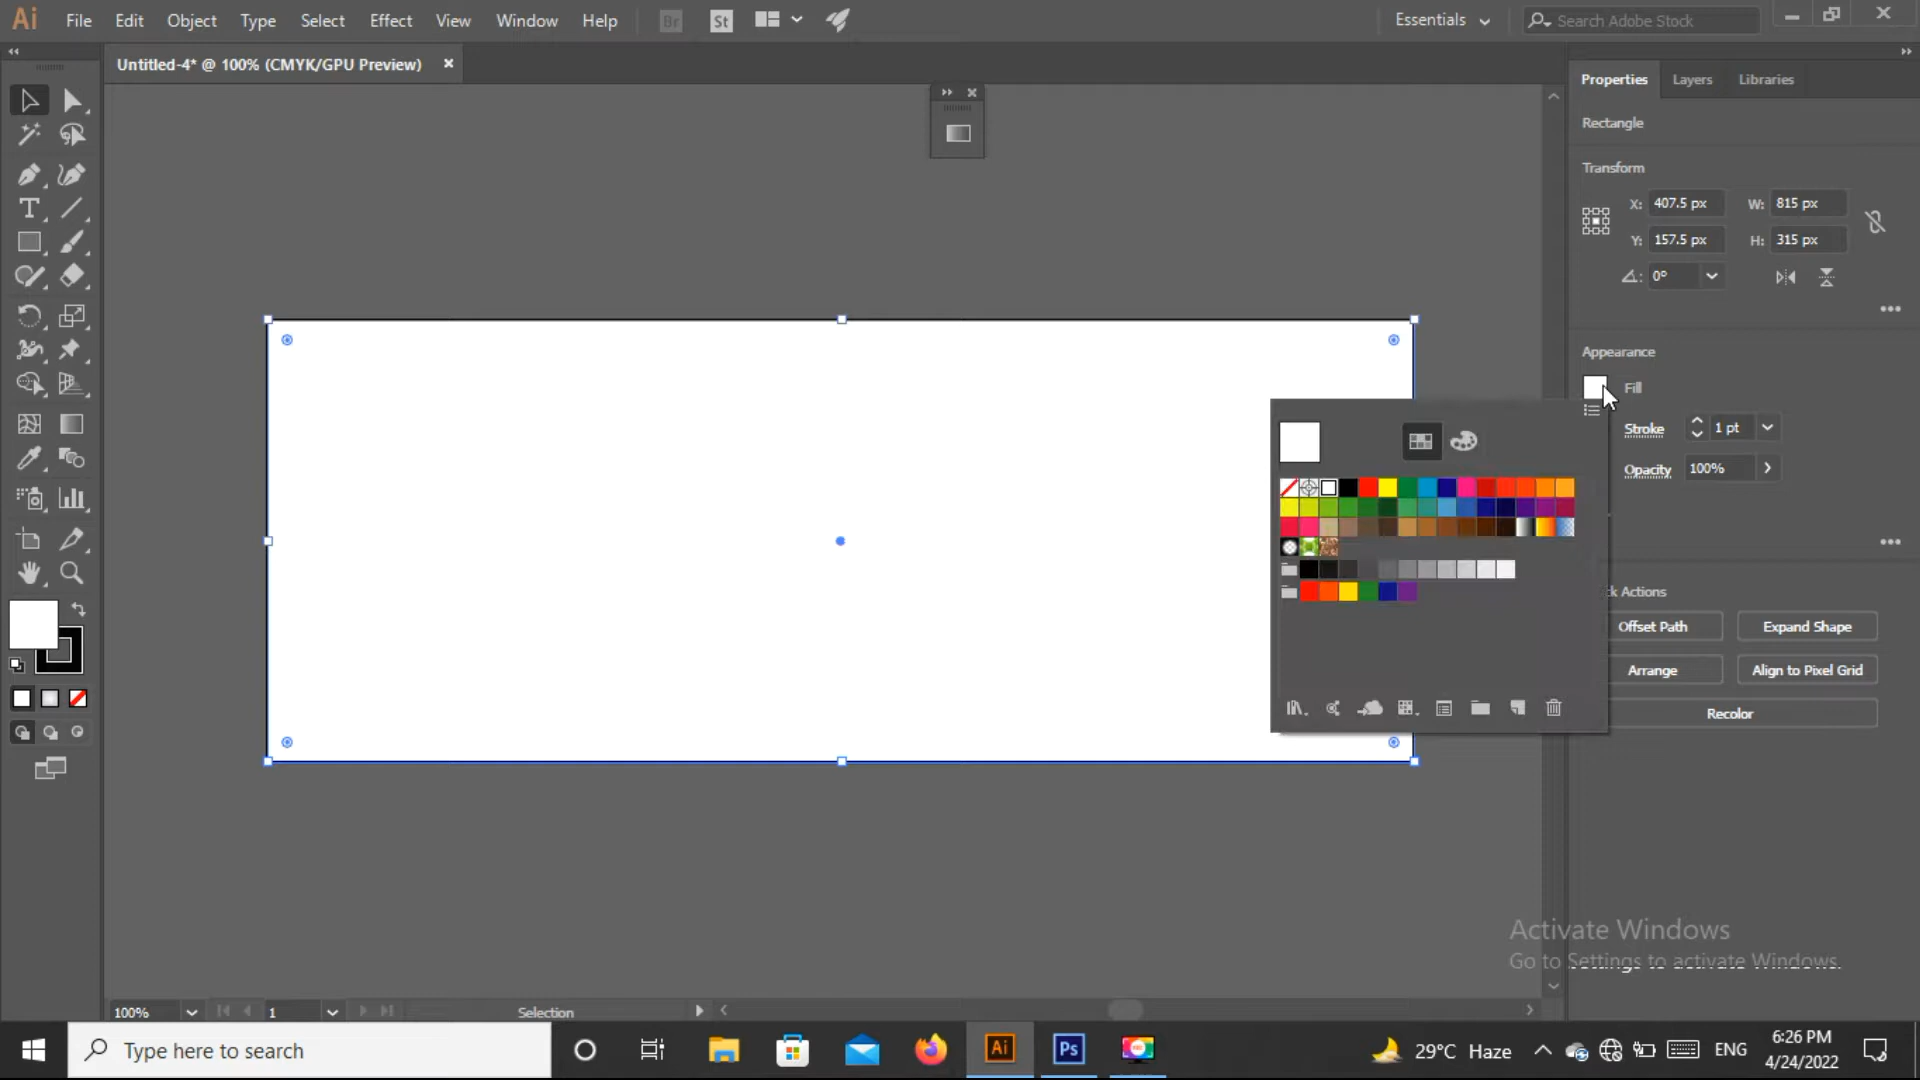 Ai File Edit Object Type Select Effect View Window Help Br St Essentials Search Adobe Stock
Untitled-4* @ 100% (CMYK/GPU Preview)
Properties Layers Libraries
Rectangle
Transform
X: 407.5 px W: 815 px
Y: 157.5 px H: 315 px
0°
Appearance
Fill
Stroke 1 pt
Opacity 100%
k Actions
Offset Path Expand Shape
Arrange Align to Pixel Grid
Recolor
Activate Windows
Go to Settings to activate Windows.
100% 1 Selection
Type here to search Ai Ps 29°C Haze ENG 6:26 PM
4/24/2022